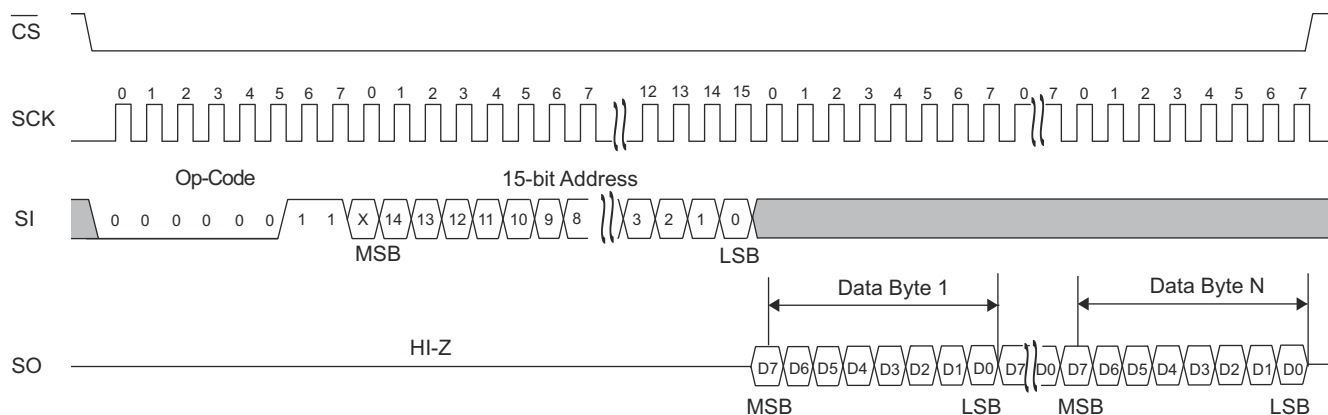 CS
0 1 2 3 4 5 6 7 0 1 2 3 4 5 6 7 12 13 14 15 0 1 2 3 4 5 6 7 0 7 0 1 2 3 4 5 6 7
SCK
Op-Code 15-bit Address
SI 0 0 0 0 0 0 1 1 X 14 13 12 11 10 9 8 3 2 1 0
MSB LSB
Data Byte 1 Data Byte N
HI-Z
SO D7 D6 D5 D4 D3 D2 D1 D0 D7 D0 D7 D6 D5 D4 D3 D2 D1 D0
MSB LSB MSB LSB